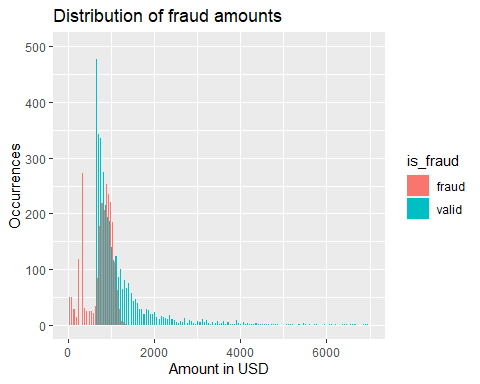 Distribution of fraud amounts
500
400
300
200
100
0
Occurrences
0 2000 4000 6000
Amount in USD
is_fraud
fraud
valid